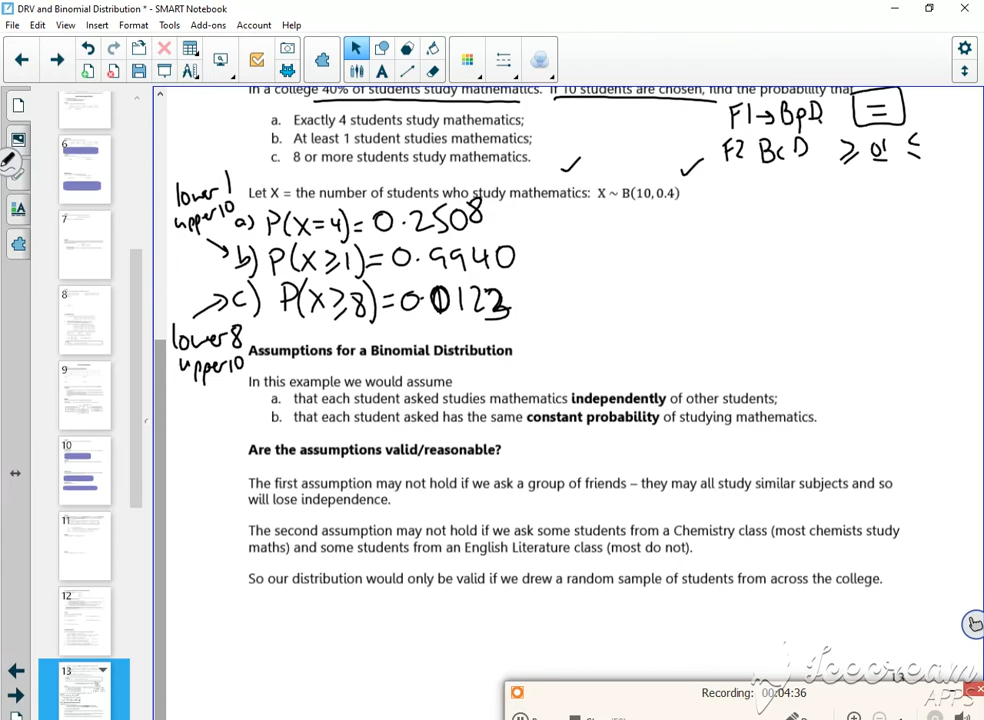 DRV and Binomial Distribution * - SMART Notebook
File Edit View Insert Format Tools Add-ons Account Help
In a college 40% of students study mathematics. If 10 students are chosen, find the probability that
a. Exactly 4 students study mathematics;
b. At least 1 student studies mathematics;
c. 8 or more students study mathematics.
F1→BpD =
F2 BcD ≥ or ≤
Let X = the number of students who study mathematics: X ~ B(10,0.4)
lower 1
upper 10
a) P(X=4)=0.2508
b) P(X≥1)=0.9940
c) P(X≥8)=0.0123
lower 8
upper 10
Assumptions for a Binomial Distribution
In this example we would assume
a. that each student asked studies mathematics independently of other students;
b. that each student asked has the same constant probability of studying mathematics.
Are the assumptions valid/reasonable?
The first assumption may not hold if we ask a group of friends – they may all study similar subjects and so
will lose independence.
The second assumption may not hold if we ask some students from a Chemistry class (most chemists study
maths) and some students from an English Literature class (most do not).
So our distribution would only be valid if we drew a random sample of students from across the college.
6
7
8
9
10
11
12
13
13
Icecream
APPS
Recording: 00:04:36